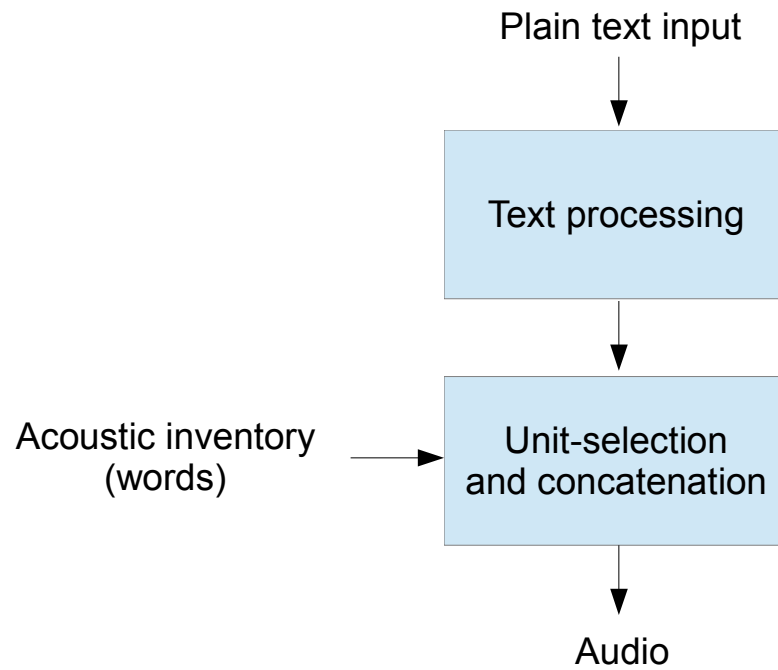 Plain text input
Text processing
Acoustic inventory
(words)
Unit-selection
and concatenation
Audio